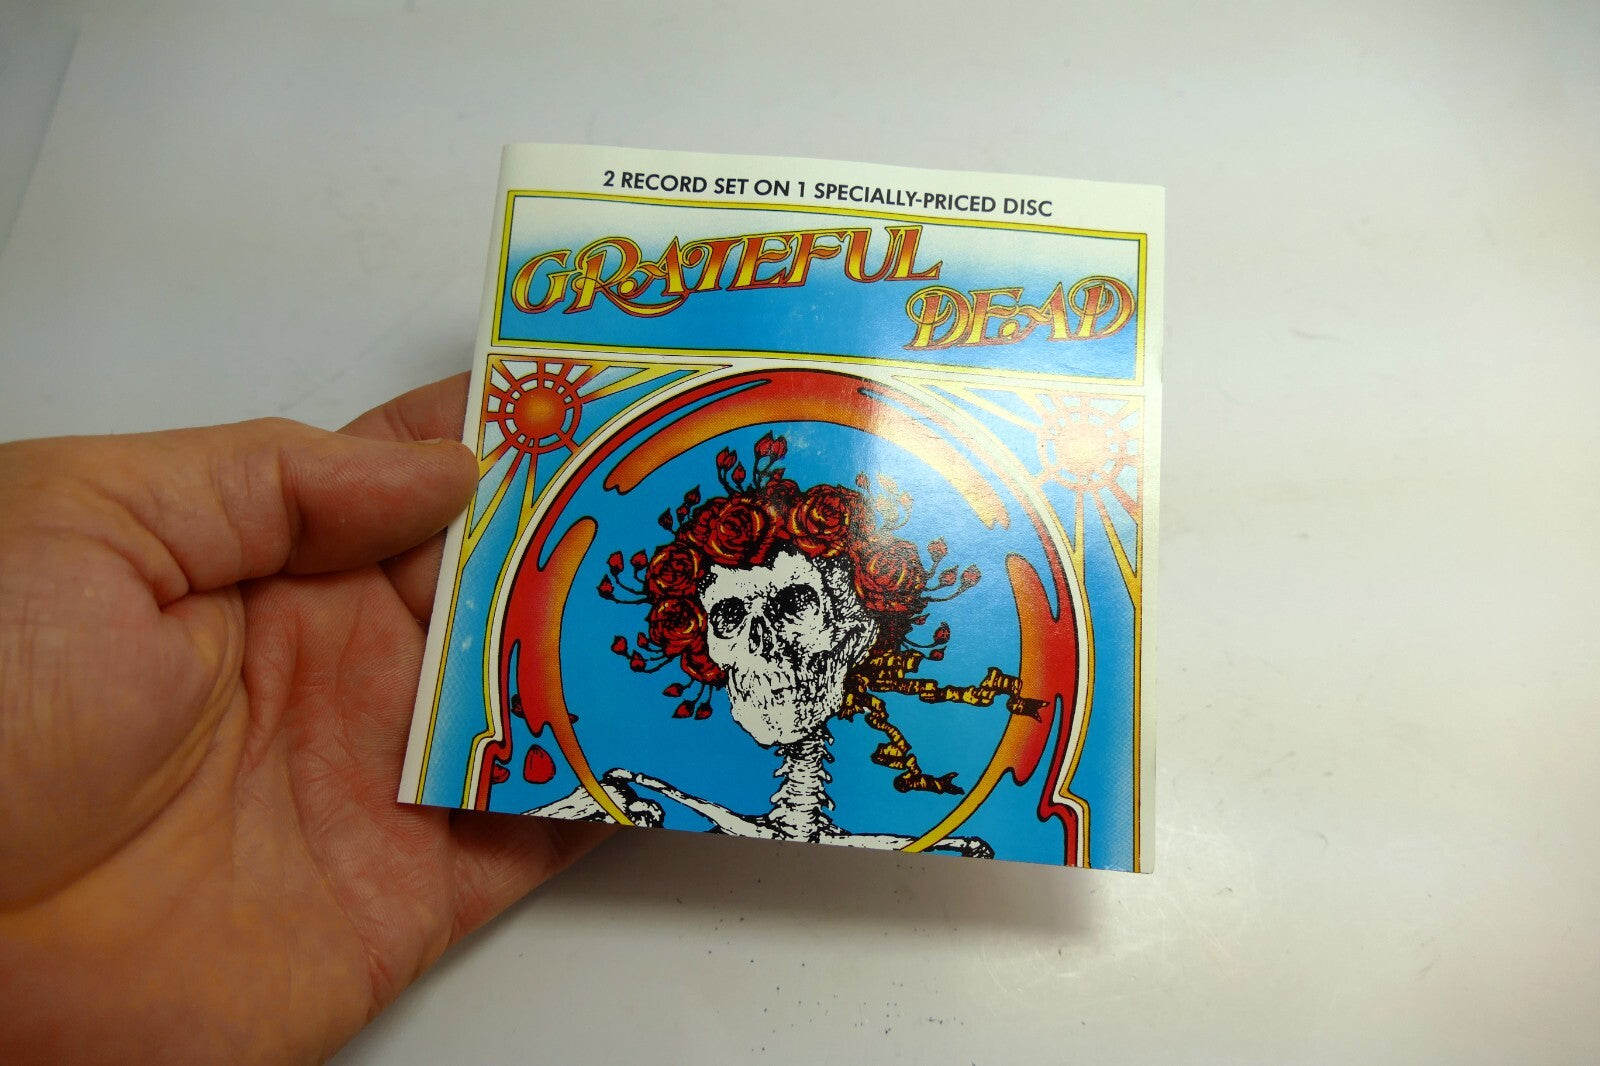 2 RECORD SET ON 1 SPECIALLY-PRICED DISC
GRATEFUL
DEAD